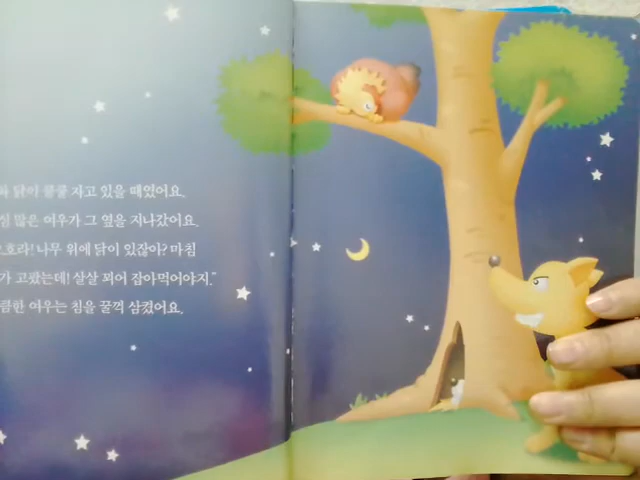 닭이 쿨쿨 자고 있을 때였어요.
많은 여우가 그 옆을 지나갔어요.
호라! 나무 위에 닭이 있잖아? 마침
가 고팠는데! 살살 꾀어 잡아먹어야지."
큼한 여우는 침을 꿀꺽 삼켰어요.